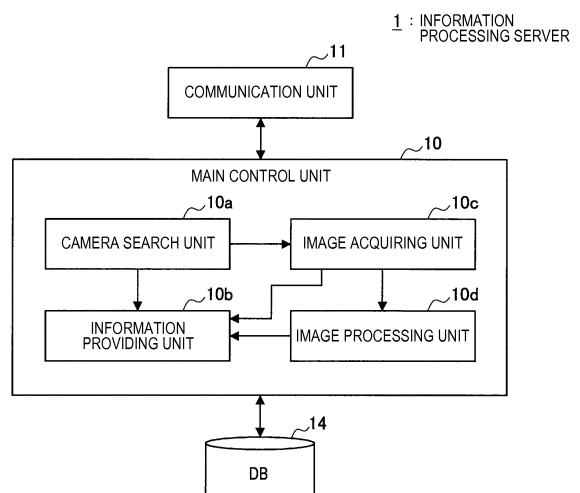 1 : INFORMATION
PROCESSING SERVER
11
COMMUNICATION UNIT
10
MAIN CONTROL UNIT
10a
CAMERA SEARCH UNIT
10c
IMAGE ACQUIRING UNIT
10b
INFORMATION
PROVIDING UNIT
10d
IMAGE PROCESSING UNIT
14
DB